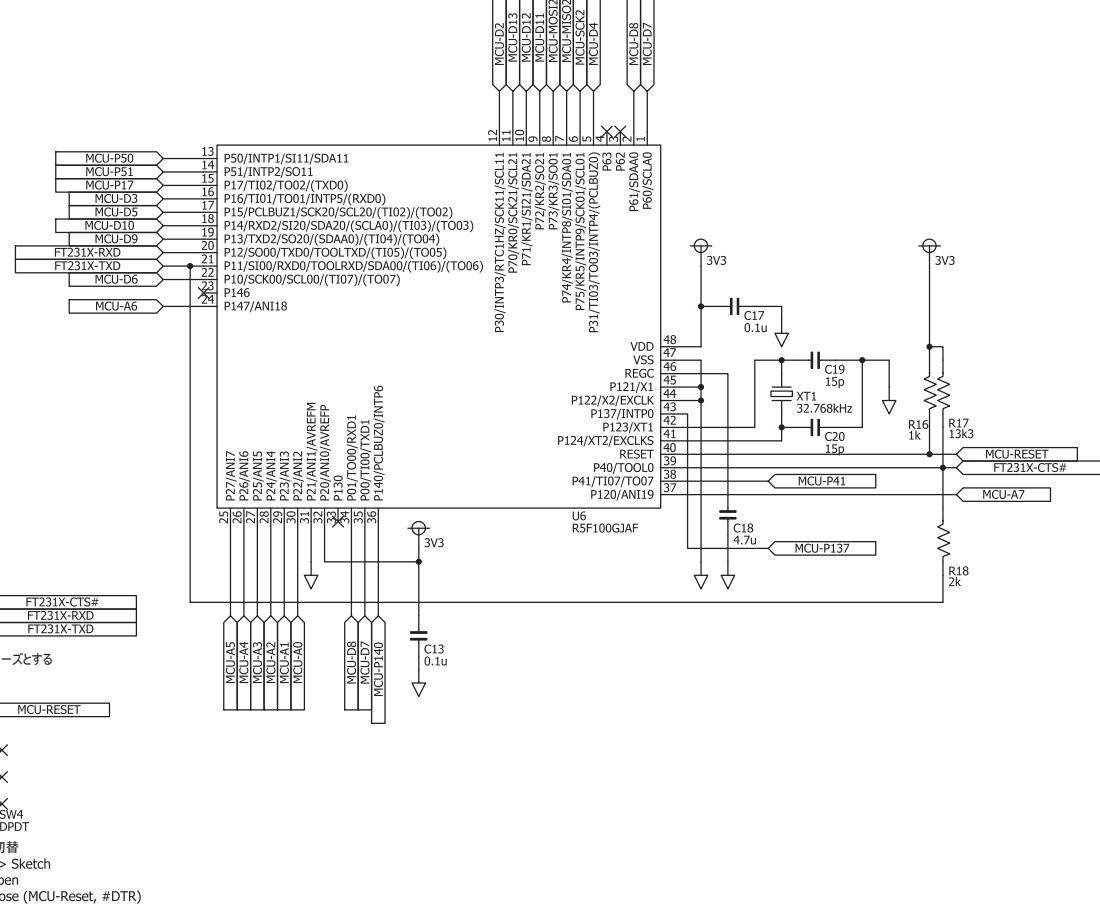 MCU-D2
MCU-D13
MCU-D12
MCU-D11
MCU-MOSI2
MCU-MISO2
MCU-SCK2
MCU-D4
MCU-D8
MCU-D7
12
11
10
9
8
7
6
5
4
3
2
1
MCU-P50
13
P50/INTP1/SI11/SDA11
MCU-P51
14
P51/INTP2/SO11
MCU-P17
15
P17/TI02/TO02/(TXD0)
MCU-D3
16
P16/TI01/TO01/INTP5/(RXD0)
MCU-D5
17
P15/PCLBUZ1/SCK20/SCL20/(TI02)/(TO02)
MCU-D10
18
P14/RXD2/SI20/SDA20/(SCLA0)/(TI03)/(TO03)
MCU-D9
19
P13/TXD2/SO20/(SDAA0)/(TI04)/(TO04)
FT231X-RXD
20
P12/SO00/TXD0/TOOLTXD/(TI05)/(TO05)
FT231X-TXD
21
P11/SI00/RXD0/TOOLRXD/SDA00/(TI06)/(TO06)
MCU-D6
22
P10/SCK00/SCL00/(TI07)/(TO07)
23
P146
MCU-A6
24
P147/ANI18
P30/INTP3/RTC1HZ/SCK11/SCL11
P70/KR0/SCK21/SCL21
P71/KR1/SI21/SDA21
P72/KR2/SO21
P73/KR3/SO01
P74/KR4/INTP8/SI01/SDA01
P75/KR5/INTP9/SCK01/SCL01
P31/TI03/TO03/INTP4/(PCLBUZ0)
P63
P62
P61/SDAA0
P60/SCLA0
3V3
3V3
C17
0.1u
VDD
48
VSS
47
REGC
46
P121/X1
45
P122/X2/EXCLK
44
P137/INTP0
43
P123/XT1
42
P124/XT2/EXCLKS
41
RESET
40
P40/TOOL0
39
P41/TI07/TO07
38
P120/ANI19
37
C19
15p
XT1
32.768kHz
C20
15p
R16
1k
R17
13k3
MCU-RESET
FT231X-CTS#
MCU-P41
MCU-A7
MCU-P137
C18
4.7u
R18
2k
P27/ANI7
P26/ANI6
P25/ANI5
P24/ANI4
P23/ANI3
P22/ANI2
P21/ANI1/AVREFM
P20/ANI0/AVREFP
P130
P01/TO00/RXD1
P00/TI00/TXD1
P140/PCLBUZ0/INTP6
25
26
27
28
29
30
31
32
33
34
35
36
U6
R5F100GJAF
3V3
C13
0.1u
MCU-A5
MCU-A4
MCU-A3
MCU-A2
MCU-A1
MCU-A0
MCU-D8
MCU-D7
MCU-P140
FT231X-CTS#
FT231X-RXD
FT231X-TXD
ーズとする
MCU-RESET
SW4
DPDT
切替
> Sketch
pen
ose (MCU-Reset, #DTR)